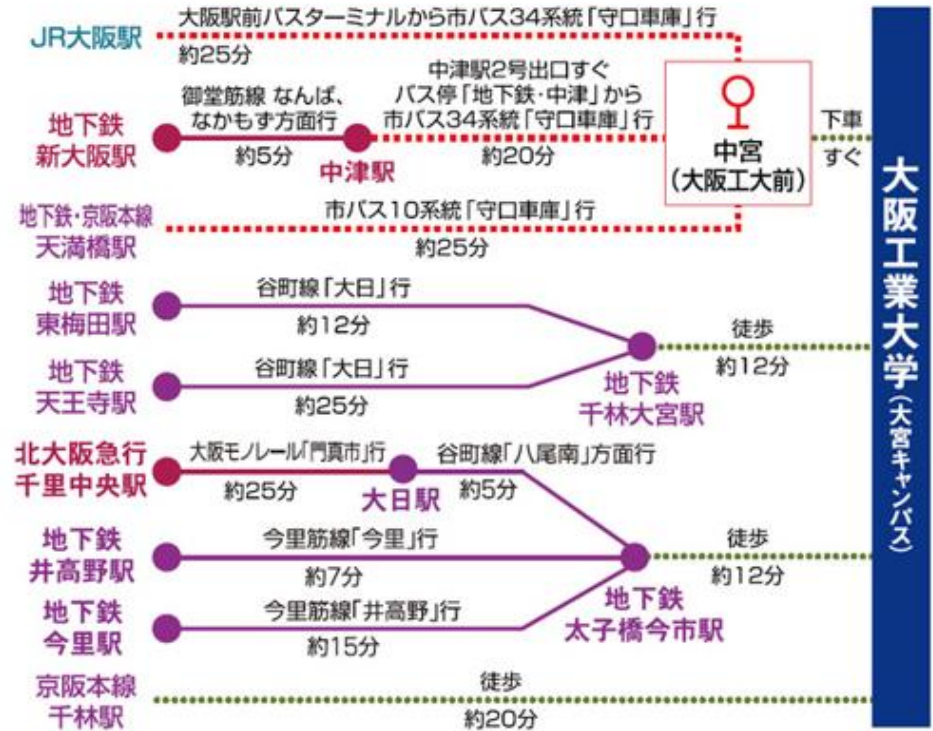 大阪駅前バスターミナルから市バス34系統「守口車庫」行
JR大阪駅
約25分
御堂筋線 なんば、
なかもず方面行
地下鉄
新大阪駅
約5分
中津駅
中津駅2号出口すぐ
バス停「地下鉄・中津」から
市バス34系統「守口車庫」行
約20分
中宮
(大阪工大前)
下車
すぐ
地下鉄・京阪本線
天満橋駅
市バス10系統「守口車庫」行
約25分
地下鉄
東梅田駅
谷町線「大日」行
約12分
地下鉄
天王寺駅
谷町線「大日」行
約25分
地下鉄
千林大宮駅
徒歩
約12分
北大阪急行
千里中央駅
大阪モノレール「門真市」行
約25分
大日駅
谷町線「八尾南」方面行
約5分
地下鉄
井高野駅
今里筋線「今里」行
約7分
地下鉄
今里駅
今里筋線「井高野」行
約15分
地下鉄
太子橋今市駅
徒歩
約12分
京阪本線
千林駅
徒歩
約20分
大阪工業大学(大宮キャンパス)